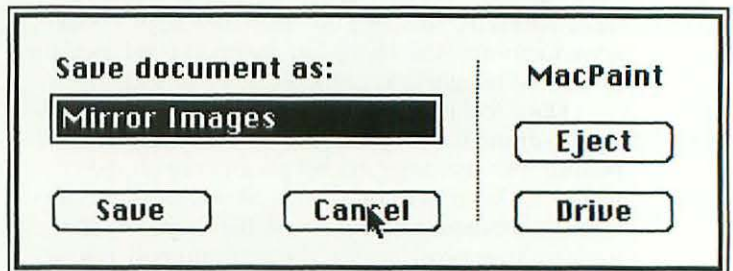 Save document as:
Mirror Images
Save
Cancel
MacPaint
Eject
Drive